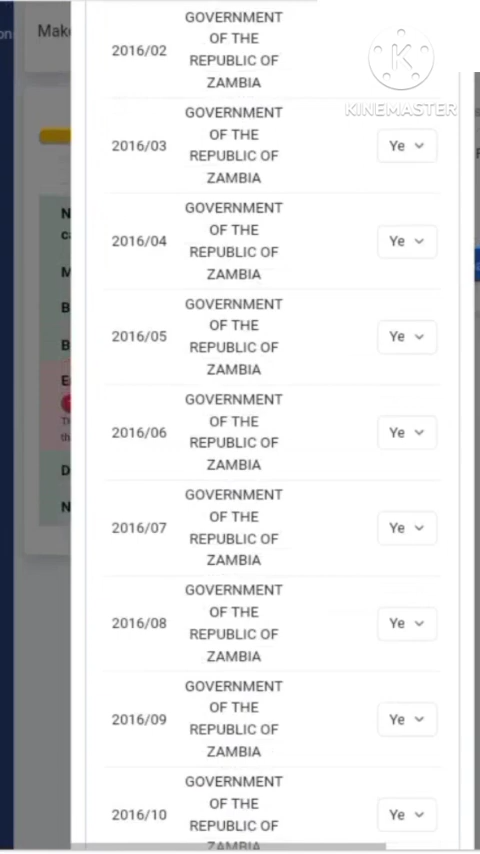 on
Make
KINEMASTER
2016/02
GOVERNMENT
OF THE
REPUBLIC OF
ZAMBIA
2016/03
GOVERNMENT
OF THE
REPUBLIC OF
ZAMBIA
Ye
2016/04
GOVERNMENT
OF THE
REPUBLIC OF
ZAMBIA
Ye
2016/05
GOVERNMENT
OF THE
REPUBLIC OF
ZAMBIA
Ye
2016/06
GOVERNMENT
OF THE
REPUBLIC OF
ZAMBIA
Ye
2016/07
GOVERNMENT
OF THE
REPUBLIC OF
ZAMBIA
Ye
2016/08
GOVERNMENT
OF THE
REPUBLIC OF
ZAMBIA
Ye
2016/09
GOVERNMENT
OF THE
REPUBLIC OF
ZAMBIA
Ye
2016/10
GOVERNMENT
OF THE
REPUBLIC OF
ZAMBIA
Ye